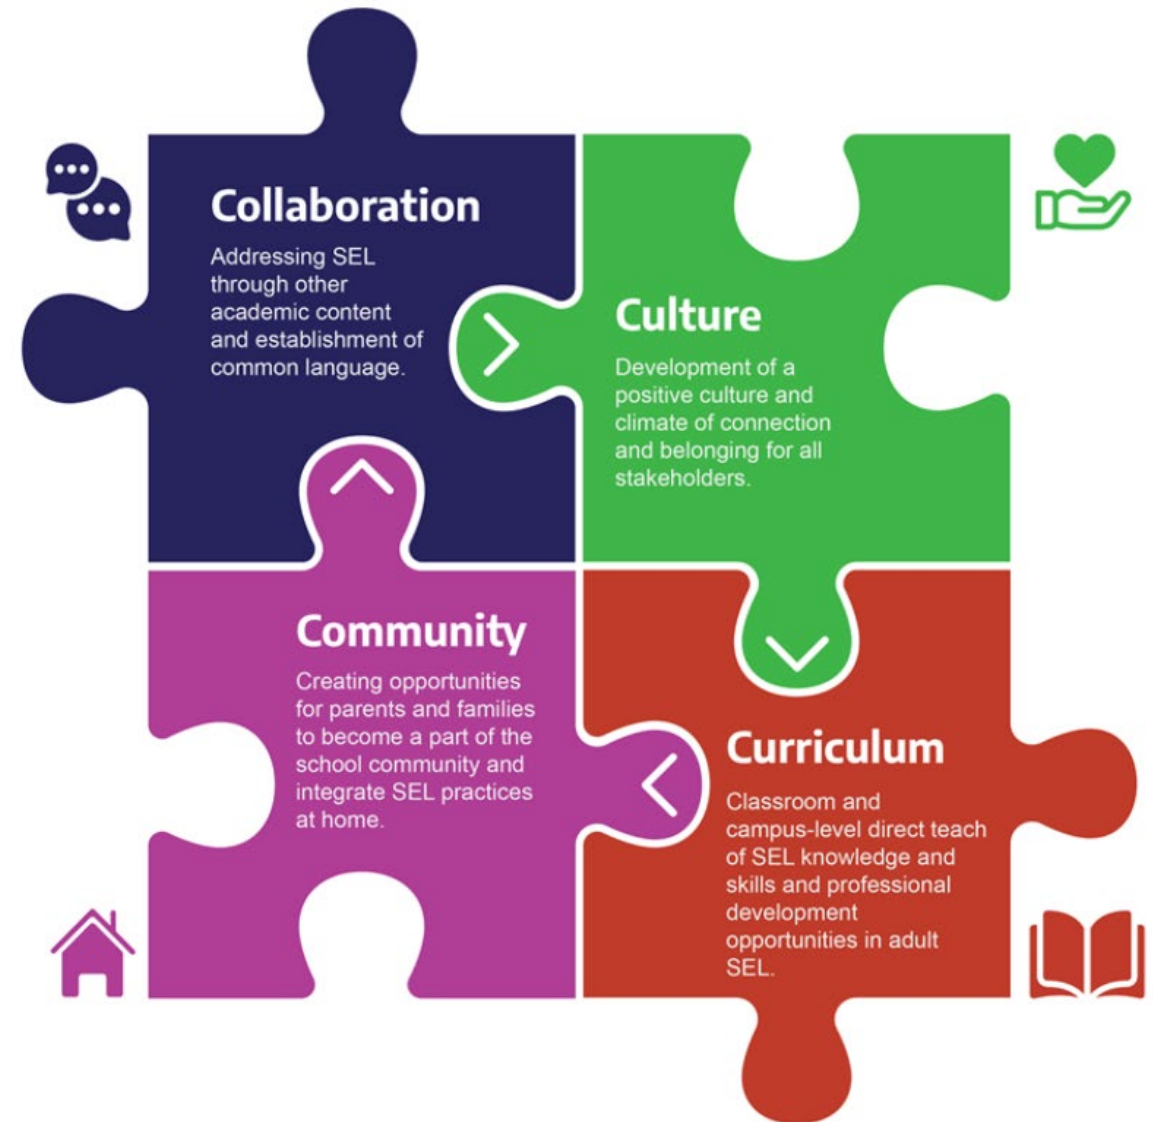 Collaboration
Addressing SEL
through other
academic content
and establishment of
common language.
Culture
Development of a
positive culture and
climate of connection
and belonging for all
stakeholders.
Community
Creating opportunities
for parents and families
to become a part of the
school community and
integrate SEL practices
at home.
Curriculum
Classroom and
campus-level direct teach
of SEL knowledge and
skills and professional
development
opportunities in adult
SEL.